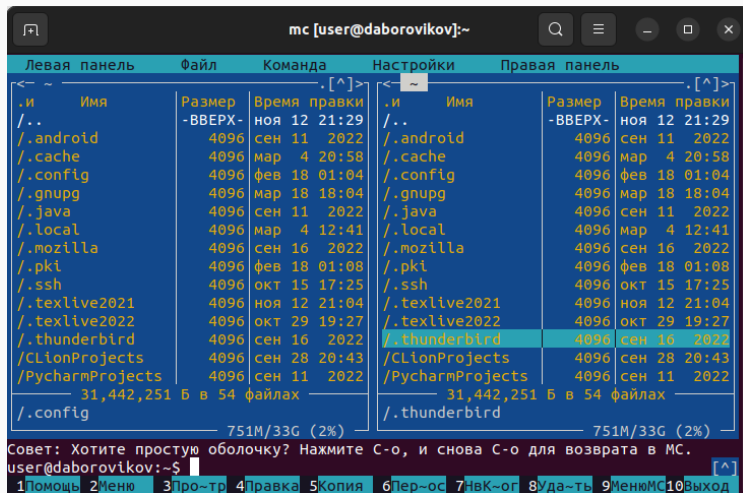 mc [user@daborovikov]:~
Левая панель Файл Команда Настройки Правая панель
<─ ~ .[^]>┐ <─ ~ .[^]>┐
.и Имя Размер Время правки .и Имя Размер Время правки
/.. -ВВЕРХ- ноя 12 21:29 /.. -ВВЕРХ- ноя 12 21:29
/.android 4096 сен 11 2022 /.android 4096 сен 11 2022
/.cache 4096 мар 4 20:58 /.cache 4096 мар 4 20:58
/.config 4096 фев 18 01:04 /.config 4096 фев 18 01:04
/.gnupg 4096 мар 18 18:04 /.gnupg 4096 мар 18 18:04
/.java 4096 сен 11 2022 /.java 4096 сен 11 2022
/.local 4096 мар 4 12:41 /.local 4096 мар 4 12:41
/.mozilla 4096 сен 16 2022 /.mozilla 4096 сен 16 2022
/.pki 4096 фев 18 01:08 /.pki 4096 фев 18 01:08
/.ssh 4096 окт 15 17:25 /.ssh 4096 окт 15 17:25
/.texlive2021 4096 ноя 12 21:04 /.texlive2021 4096 ноя 12 21:04
/.texlive2022 4096 окт 29 19:27 /.texlive2022 4096 окт 29 19:27
/.thunderbird 4096 сен 16 2022 /.thunderbird 4096 сен 16 2022
/CLionProjects 4096 сен 28 20:43 /CLionProjects 4096 сен 28 20:43
/PycharmProjects 4096 сен 11 2022 /PycharmProjects 4096 сен 11 2022
31,442,251 Б в 54 файлах 31,442,251 Б в 54 файлах
/.config /.thunderbird
751M/33G (2%) 751M/33G (2%)
Совет: Хотите простую оболочку? Нажмите C-o, и снова C-o для возврата в MC.
user@daborovikov:~$ [^]
1Помощь 2Меню 3Про~тр 4Правка 5Копия 6Пер~ос 7НвК~ог 8Уда~ть 9МенюMC 10Выход